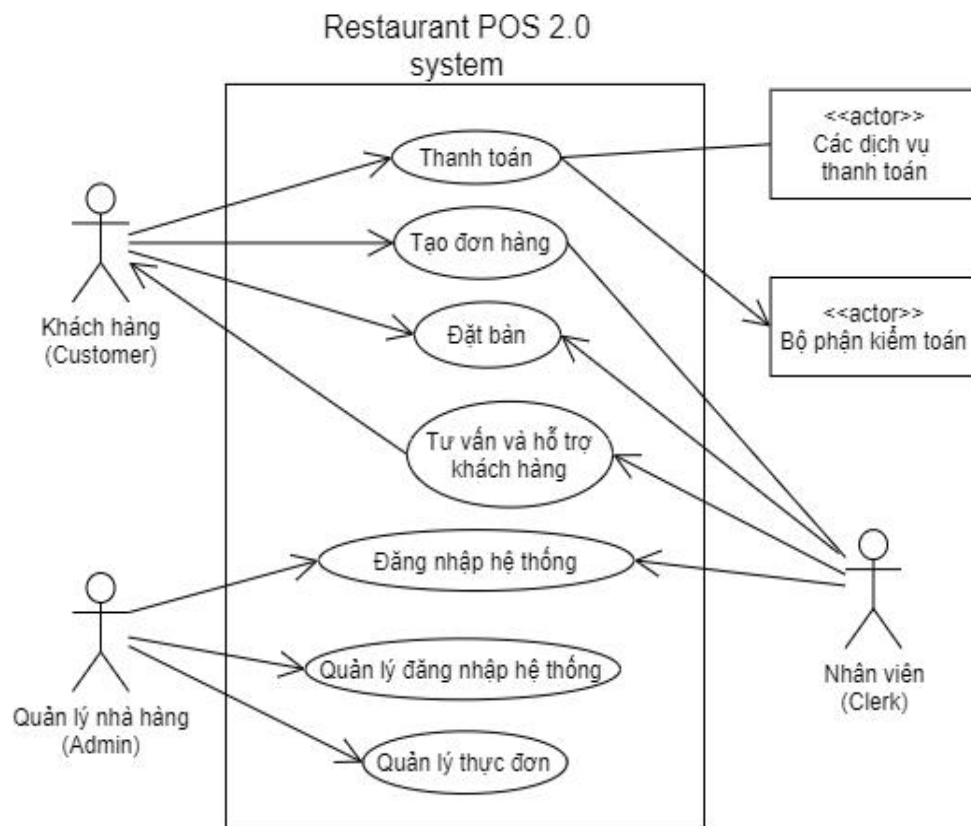 Restaurant POS 2.0
system
<<actor>>
Các dịch vụ
thanh toán
Thanh toán
Tạo đơn hàng
Khách hàng
(Customer)
Đặt bàn
<<actor>>
Bộ phận kiểm toán
Tư vấn và hỗ trợ
khách hàng
Đăng nhập hệ thống
Quản lý đăng nhập hệ thống
Nhân viên
(Clerk)
Quản lý nhà hàng
(Admin)
Quản lý thực đơn